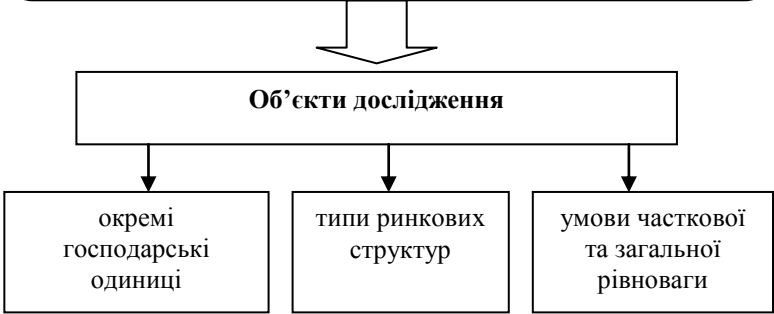 Об’єкти дослідження
окремі
господарські
одиниці
типи ринкових
структур
умови часткової
та загальної
рівноваги